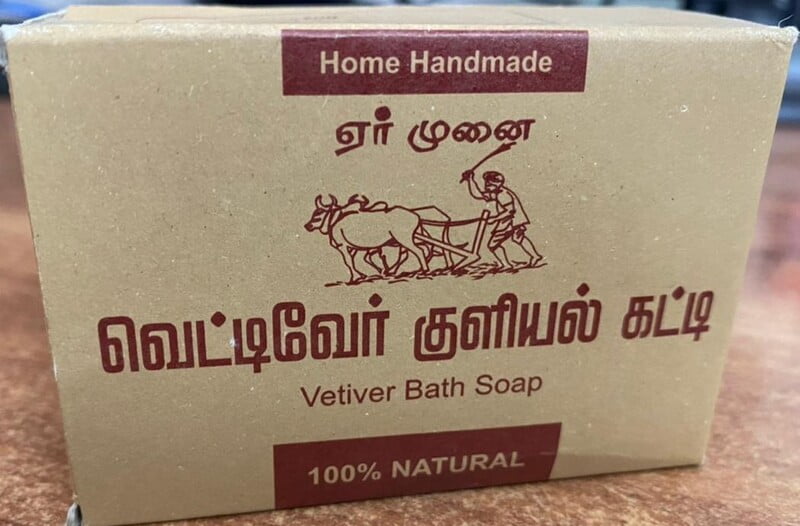 Home Handmade
ஏர் முனை
வெட்டிவேர் குளியல் கட்டி
Vetiver Bath Soap
100% NATURAL